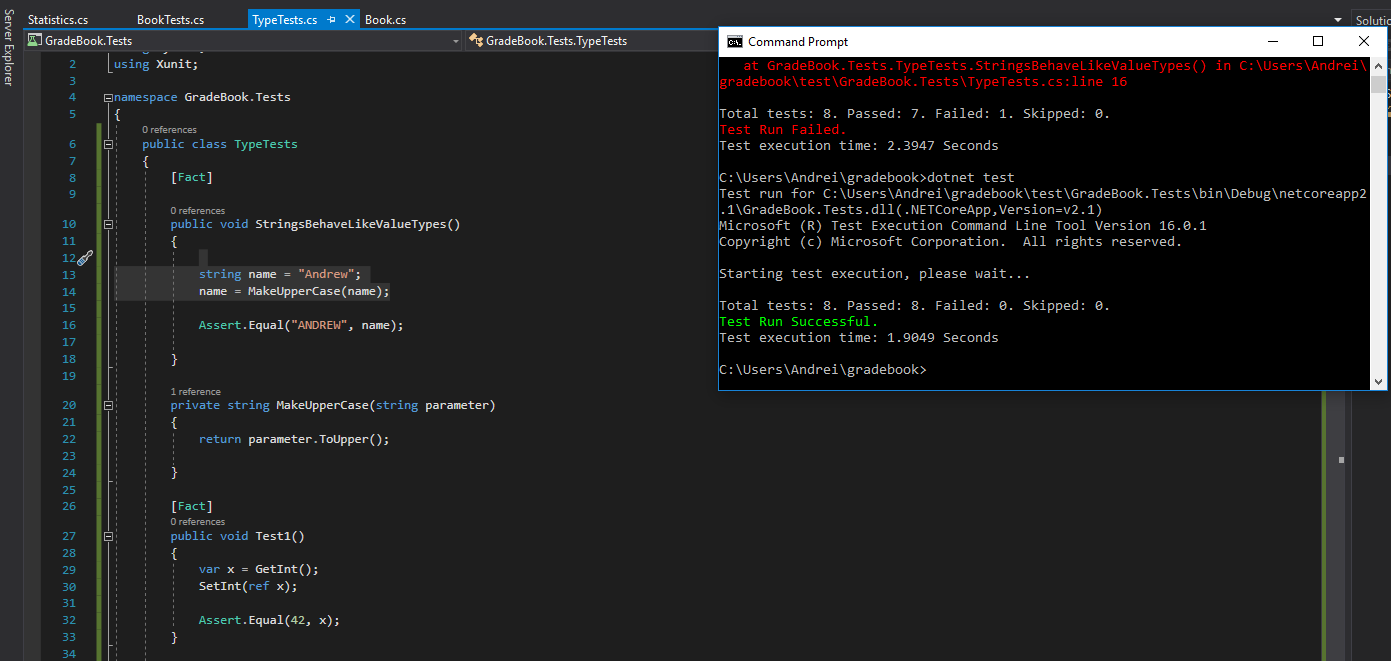 Server Explorer
Statistics.cs BookTests.cs TypeTests.cs Book.cs
Solutio
GradeBook.Tests GradeBook.Tests.TypeTests
2 using Xunit;
3
4 namespace GradeBook.Tests
5 {
0 references
6 public class TypeTests
7 {
8 [Fact]
9
0 references
10 public void StringsBehaveLikeValueTypes()
11 {
12
13 string name = "Andrew";
14 name = MakeUpperCase(name);
15
16 Assert.Equal("ANDREW", name);
17
18 }
19
1 reference
20 private string MakeUpperCase(string parameter)
21 {
22 return parameter.ToUpper();
23
24 }
25
26 [Fact]
0 references
27 public void Test1()
28 {
29 var x = GetInt();
30 SetInt(ref x);
31
32 Assert.Equal(42, x);
33 }
34
Command Prompt
at GradeBook.Tests.TypeTests.StringsBehaveLikeValueTypes() in C:\Users\Andrei\
gradebook\test\GradeBook.Tests\TypeTests.cs:line 16
Total tests: 8. Passed: 7. Failed: 1. Skipped: 0.
Test Run Failed.
Test execution time: 2.3947 Seconds
C:\Users\Andrei\gradebook>dotnet test
Test run for C:\Users\Andrei\gradebook\test\GradeBook.Tests\bin\Debug\netcoreapp2
.1\GradeBook.Tests.dll(.NETCoreApp,Version=v2.1)
Microsoft (R) Test Execution Command Line Tool Version 16.0.1
Copyright (c) Microsoft Corporation.  All rights reserved.
Starting test execution, please wait...
Total tests: 8. Passed: 8. Failed: 0. Skipped: 0.
Test Run Successful.
Test execution time: 1.9049 Seconds
C:\Users\Andrei\gradebook>